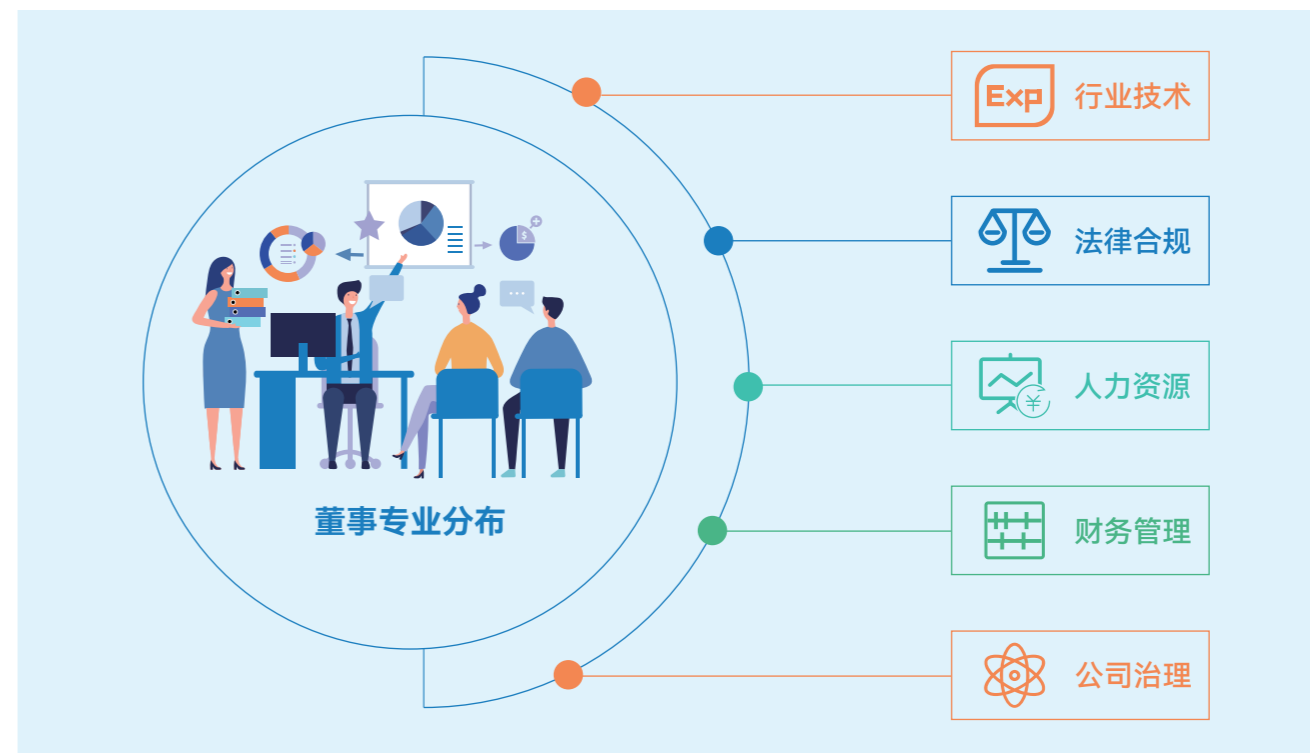 Exp 行业技术
$
法律合规
¥ 人力资源
董事专业分布
财务管理
公司治理